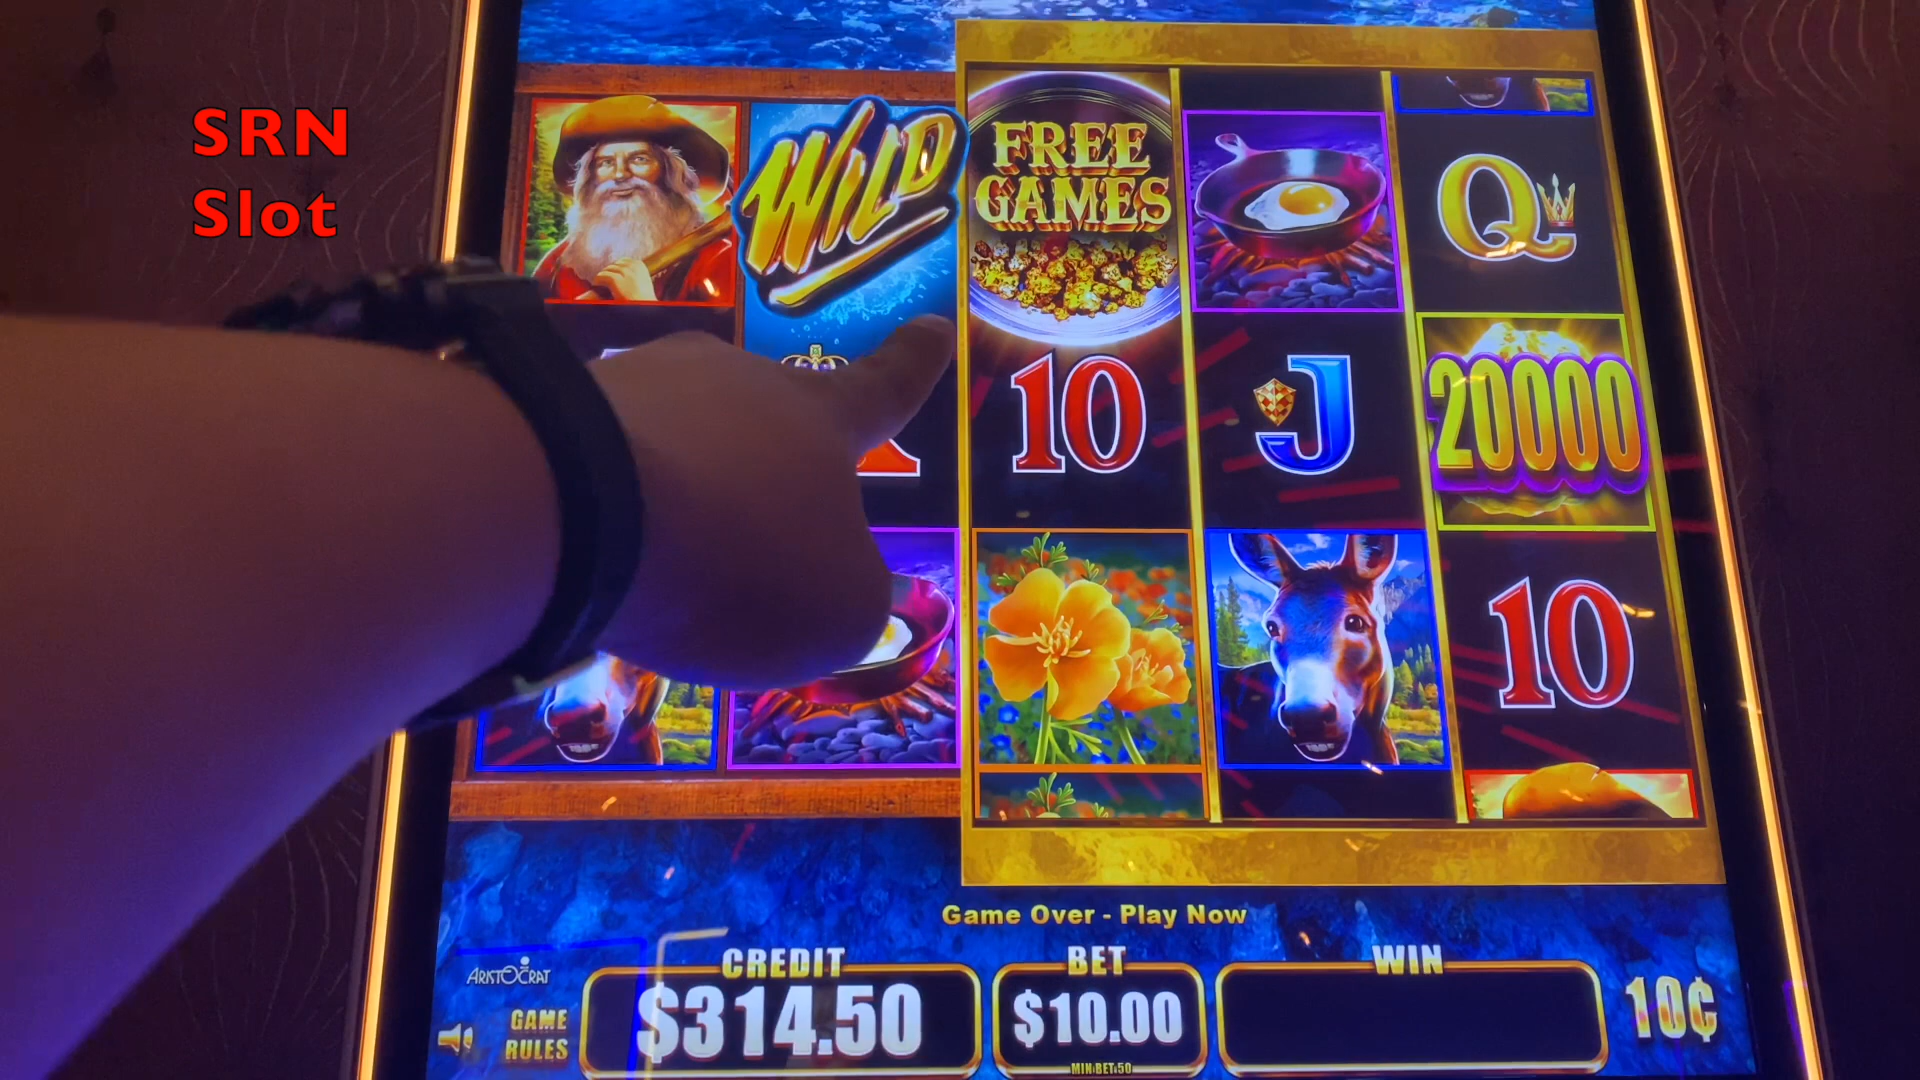 SRN
Slot
WILD
FREE
GAMES
Q
10
J
20000
10
Game Over - Play Now
ARISTOCRAT
GAME
RULES
CREDIT
$314.50
BET
$10.00
MIN BET 50
WIN
10¢